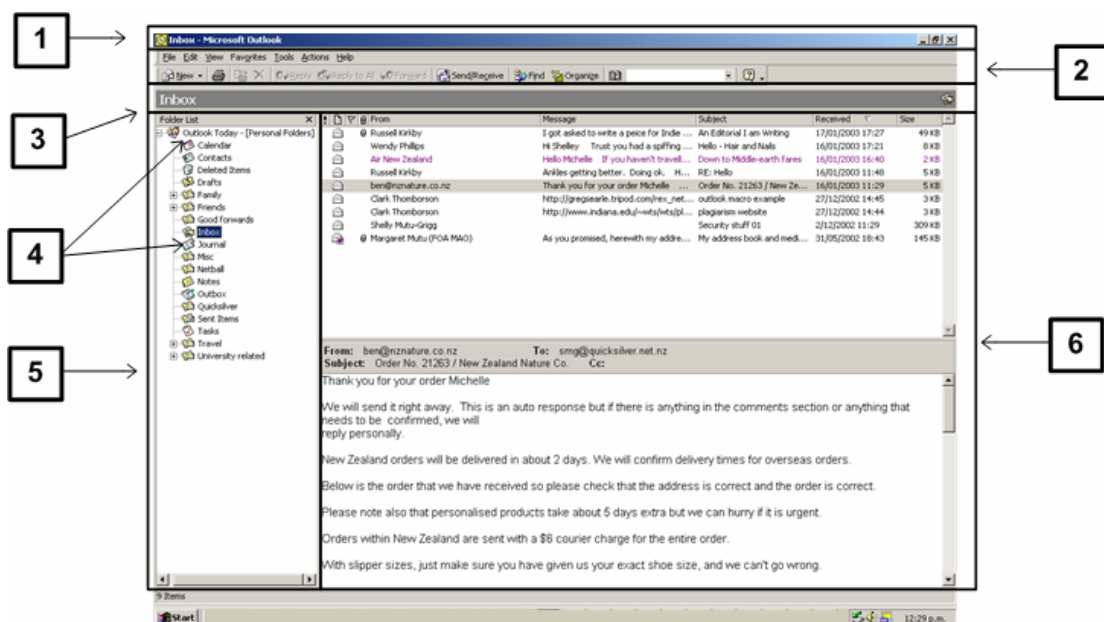 1
Inbox - Microsoft Outlook
File Edit View Favorites Tools Actions Help
New Reply Reply to All Forward Send/Receive Find Organize
2
Inbox
3
Folder List X
! From Message Subject Received Size
Outlook Today - [Personal Folders]
Calendar
Contacts
Deleted Items
Drafts
Family
Friends
Good forwards
Inbox
Journal
Misc
Netball
Notes
Outbox
Quicksilver
Sent Items
Tasks
Travel
University related
4
5
Russell Kirkby I got asked to write a peice for Indie ... An Editorial I am Writing 17/01/2003 17:27 49 KB
Wendy Phillips Hi Shelley Trust you had a spiffing ... Hello - Hair and Nails 16/01/2003 17:21 8 KB
Air New Zealand Hello Michelle If you haven't travell... Down to Middle-earth fares 16/01/2003 16:40 2 KB
Russell Kirkby Ankles getting better. Doing ok. H... RE: Hello 16/01/2003 11:48 5 KB
ben@nznature.co.nz Thank you for your order Michelle ... Order No. 21263 / New Ze... 16/01/2003 11:29 5 KB
Clark Thomborson http://gregsearle.tripod.com/rex_net... outlook macro example 27/12/2002 14:45 3 KB
Clark Thomborson http://www.indiana.edu/~wts/wts/pl... plagiarism website 27/12/2002 14:44 3 KB
Shelly Mutu-Grigg Security stuff 01 2/12/2002 11:29 309 KB
Margaret Mutu (FOA MAO) As you promised, herewith my addre... My address book and medi... 31/05/2002 18:43 145 KB
6
From: ben@nznature.co.nz To: smg@quicksilver.net.nz
Subject: Order No. 21263 / New Zealand Nature Co. Cc:
Thank you for your order Michelle
We will send it right away. This is an auto response but if there is anything in the comments section or anything that
needs to be confirmed, we will
reply personally.
New Zealand orders will be delivered in about 2 days. We will confirm delivery times for overseas orders.
Below is the order that we have received so please check that the address is correct and the order is correct.
Please note also that personalised products take about 5 days extra but we can hurry if it is urgent.
Orders within New Zealand are sent with a $6 courier charge for the entire order.
With slipper sizes, just make sure you have given us your exact shoe size, and we can't go wrong.
9 Items
Start 12:29 p.m.